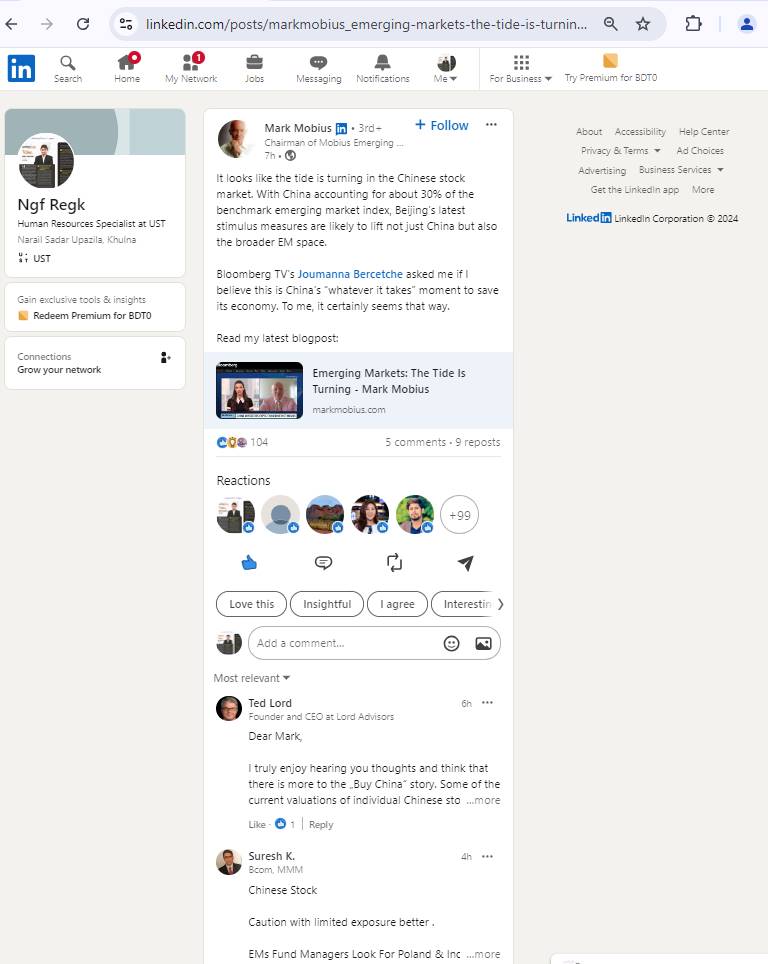 linkedin.com/posts/markmobius_emerging-markets-the-tide-is-turnin...
in
Search
Home
1
My Network
Jobs
Messaging
Notifications
Me
For Business
Try Premium for BDT0
Ngf Regk
Human Resources Specialist at UST
Narail Sadar Upazila, Khulna
UST
Gain exclusive tools & insights
Redeem Premium for BDT0
Connections
Grow your network
Mark Mobius in • 3rd+
+ Follow
Chairman of Mobius Emerging ...
7h •
It looks like the tide is turning in the Chinese stock
market. With China accounting for about 30% of the
benchmark emerging market index, Beijing's latest
stimulus measures are likely to lift not just China but also
the broader EM space.
Bloomberg TV's Joumanna Bercetche asked me if I
believe this is China's "whatever it takes" moment to save
its economy. To me, it certainly seems that way.
Read my latest blogpost:
Bloomberg
Emerging Markets: The Tide Is
Turning - Mark Mobius
markmobius.com
104
5 comments • 9 reposts
Reactions
+99
Love this
Insightful
I agree
Interestin
Add a comment...
Most relevant
Ted Lord
6h
Founder and CEO at Lord Advisors
Dear Mark,
I truly enjoy hearing you thoughts and think that
there is more to the „Buy China“ story. Some of the
current valuations of individual Chinese sto ...more
Like · 1 | Reply
Suresh K.
4h
Bcom, MMM
Chinese Stock
Caution with limited exposure better .
EMs Fund Managers Look For Poland & Inc ...more
About Accessibility Help Center
Privacy & Terms Ad Choices
Advertising Business Services
Get the LinkedIn app More
LinkedIn LinkedIn Corporation © 2024